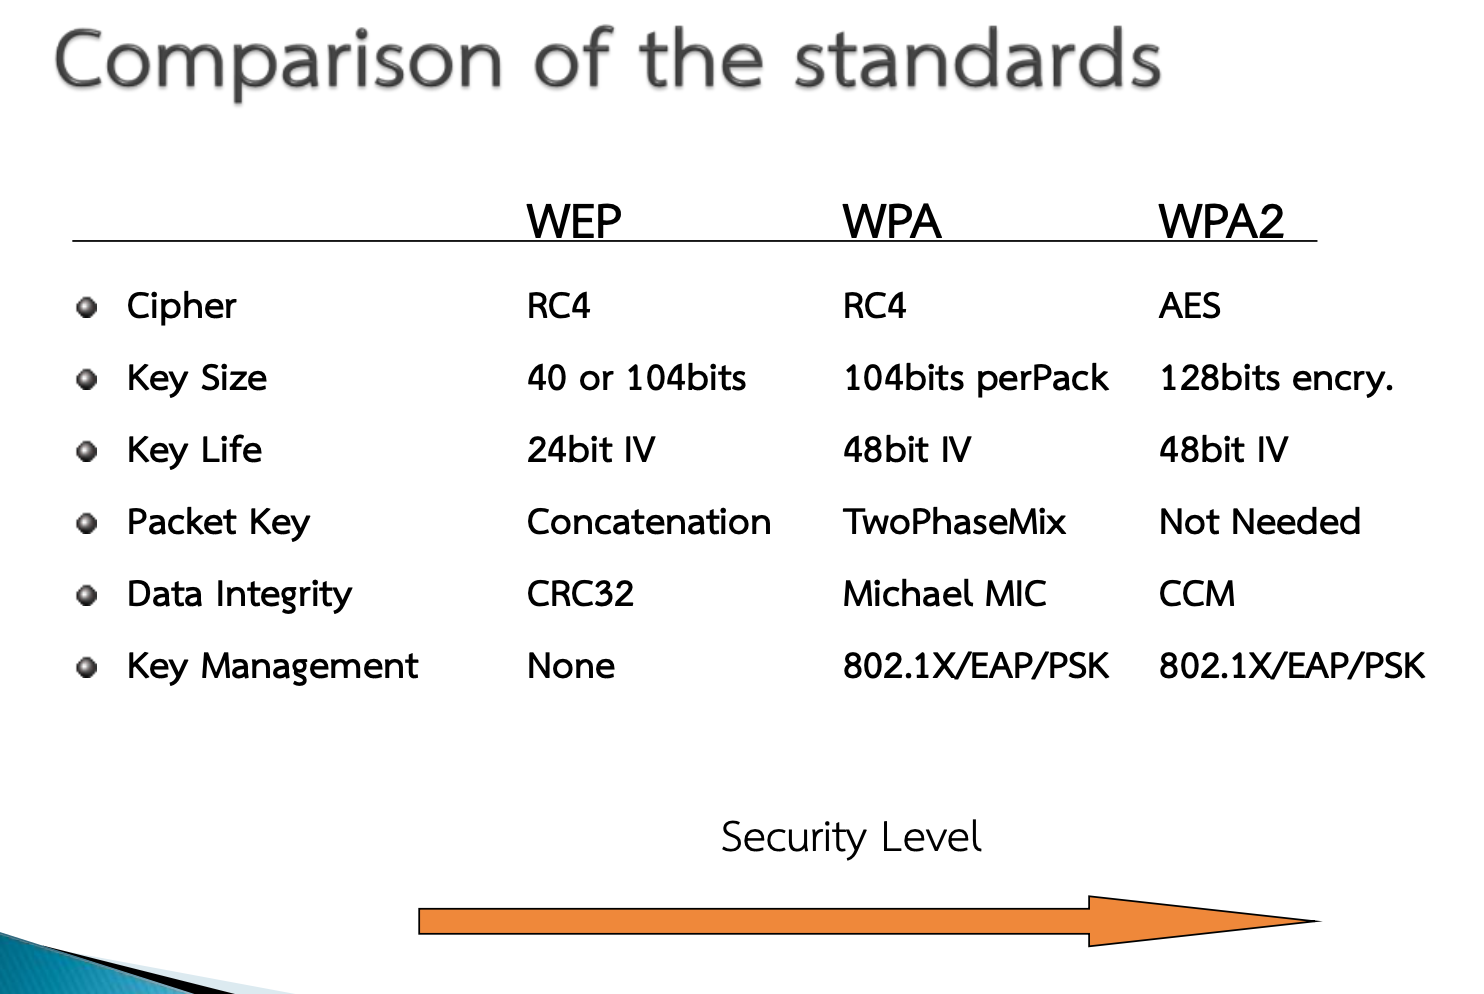 Comparison of the standards
WEP WPA WPA2
Cipher RC4 RC4 AES
Key Size 40 or 104bits 104bits perPack 128bits encry.
Key Life 24bit IV 48bit IV 48bit IV
Packet Key Concatenation TwoPhaseMix Not Needed
Data Integrity CRC32 Michael MIC CCM
Key Management None 802.1X/EAP/PSK 802.1X/EAP/PSK
Security Level